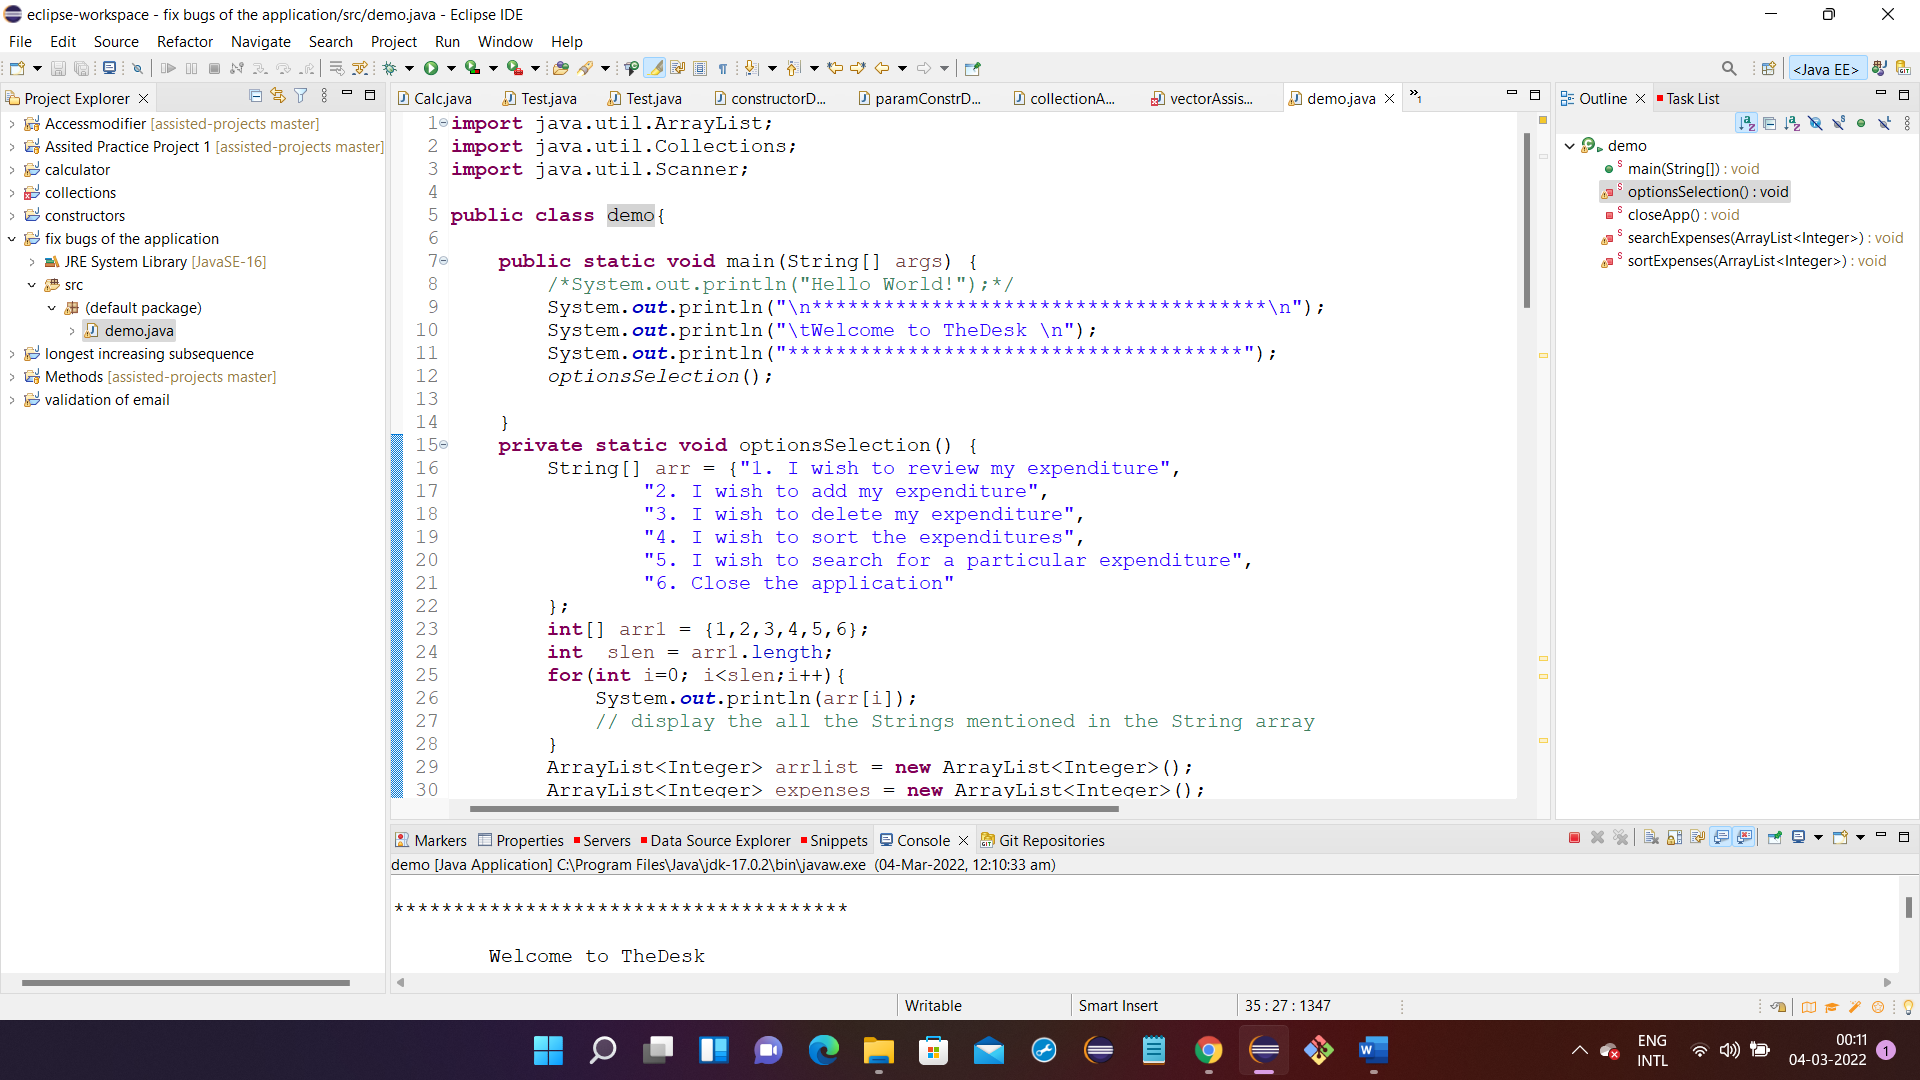 eclipse-workspace - fix bugs of the application/src/demo.java - Eclipse IDE
File Edit Source Refactor Navigate Search Project Run Window Help
<Java EE>
Project Explorer
Accessmodifier [assisted-projects master]
Assited Practice Project 1 [assisted-projects master]
calculator
collections
constructors
fix bugs of the application
JRE System Library [JavaSE-16]
src
(default package)
demo.java
longest increasing subsequence
Methods [assisted-projects master]
validation of email
Calc.java Test.java Test.java constructorD... paramConstrD... collectionA... vectorAssis... demo.java »1
1 import java.util.ArrayList;
2 import java.util.Collections;
3 import java.util.Scanner;
4
5 public class demo{
6
7 public static void main(String[] args) {
8 /*System.out.println("Hello World!");*/
9 System.out.println("\n**************************************\n");
10 System.out.println("\tWelcome to TheDesk \n");
11 System.out.println("**************************************");
12 optionsSelection();
13
14 }
15 private static void optionsSelection() {
16 String[] arr = {"1. I wish to review my expenditure",
17 "2. I wish to add my expenditure",
18 "3. I wish to delete my expenditure",
19 "4. I wish to sort the expenditures",
20 "5. I wish to search for a particular expenditure",
21 "6. Close the application"
22 };
23 int[] arr1 = {1,2,3,4,5,6};
24 int slen = arr1.length;
25 for(int i=0; i<slen;i++){
26 System.out.println(arr[i]);
27 // display the all the Strings mentioned in the String array
28 }
29 ArrayList<Integer> arrlist = new ArrayList<Integer>();
30 ArrayList<Integer> expenses = new ArrayList<Integer>();
Outline Task List
demo
main(String[]) : void
optionsSelection() : void
closeApp() : void
searchExpenses(ArrayList<Integer>) : void
sortExpenses(ArrayList<Integer>) : void
Markers Properties Servers Data Source Explorer Snippets Console Git Repositories
demo [Java Application] C:\Program Files\Java\jdk-17.0.2\bin\javaw.exe (04-Mar-2022, 12:10:33 am)
**************************************
Welcome to TheDesk
Writable Smart Insert 35 : 27 : 1347
ENG
INTL
00:11
04-03-2022
1